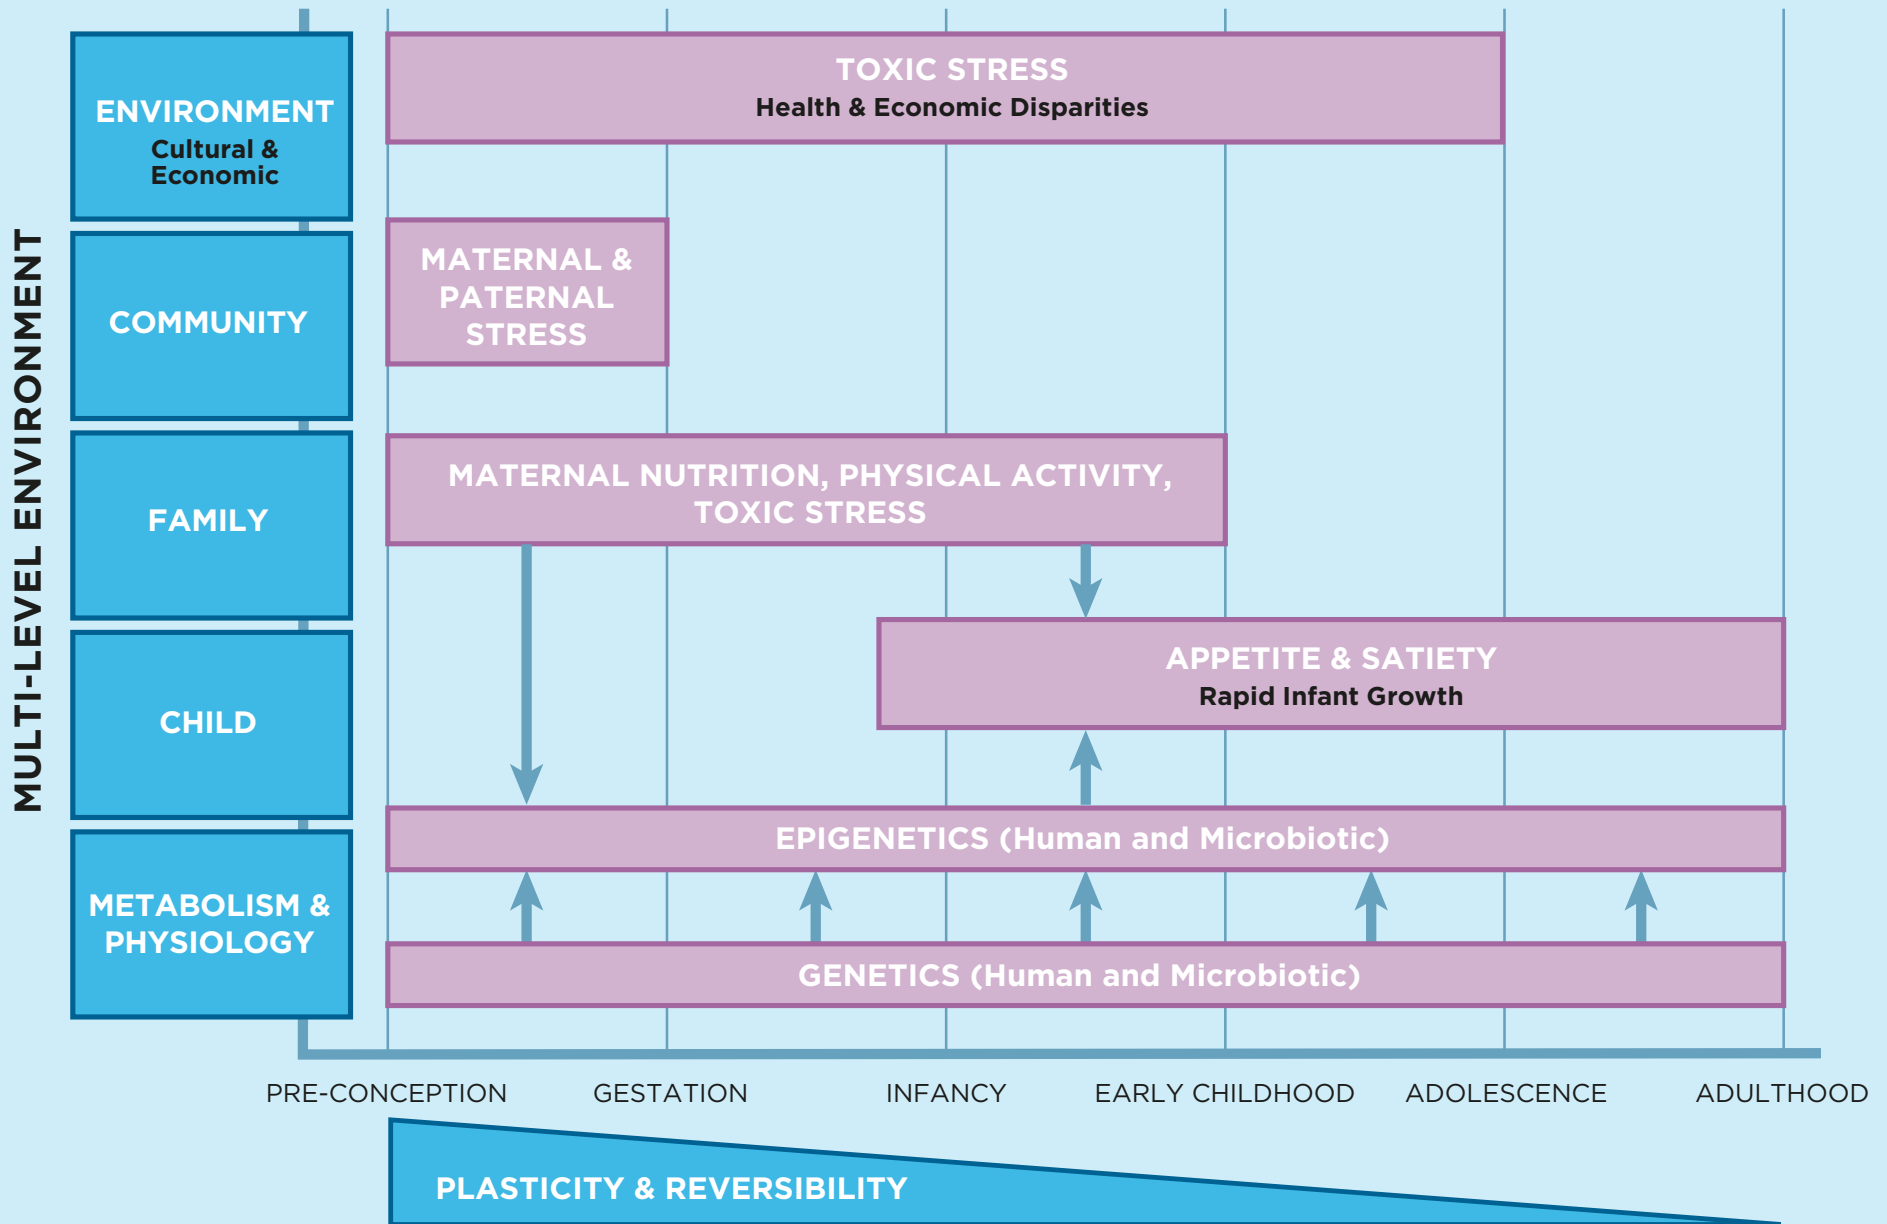 MULTI-LEVEL ENVIRONMENT
ENVIRONMENT
Cultural &
Economic
TOXIC STRESS
Health & Economic Disparities
COMMUNITY
MATERNAL &
PATERNAL
STRESS
FAMILY
MATERNAL NUTRITION, PHYSICAL ACTIVITY,
TOXIC STRESS
CHILD
APPETITE & SATIETY
Rapid Infant Growth
METABOLISM &
PHYSIOLOGY
EPIGENETICS (Human and Microbiotic)
GENETICS (Human and Microbiotic)
PRE-CONCEPTION
GESTATION
INFANCY
EARLY CHILDHOOD
ADOLESCENCE
ADULTHOOD
PLASTICITY & REVERSIBILITY